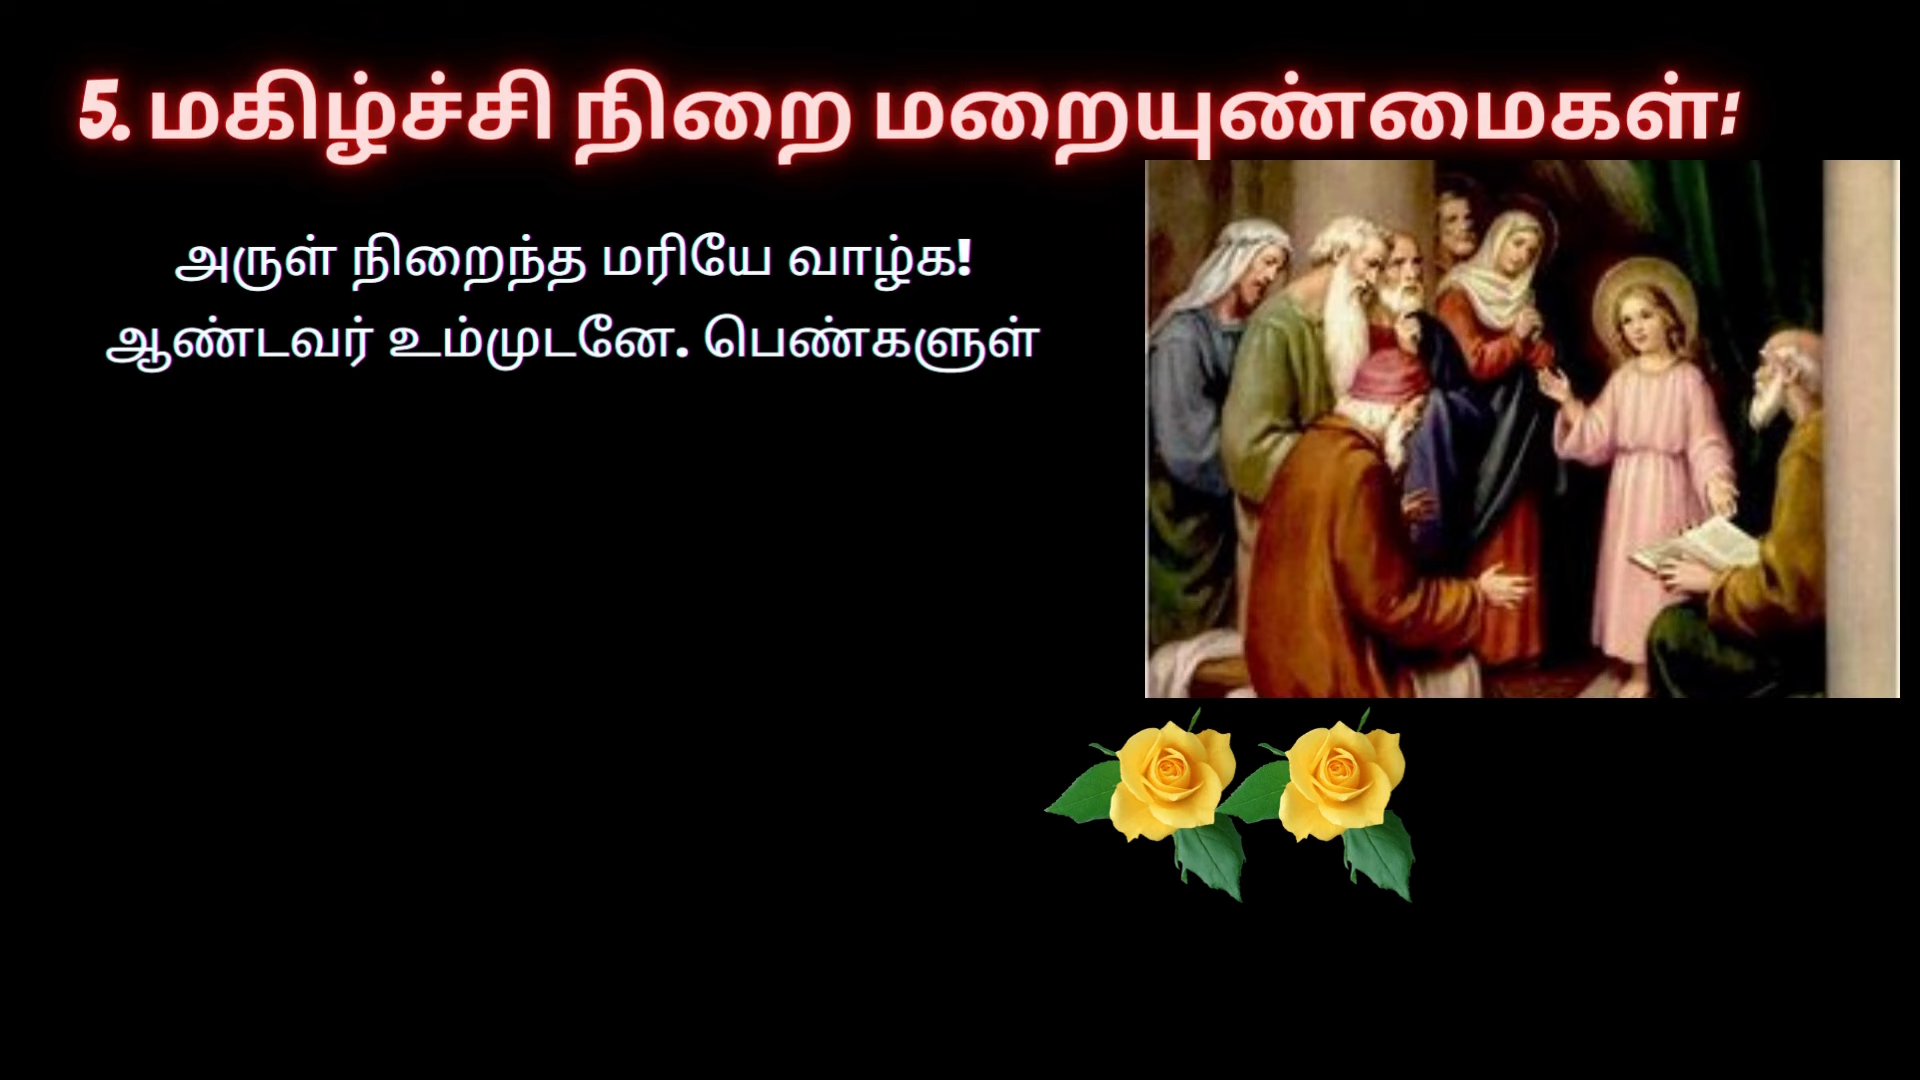 5. மகிழ்ச்சி நிறை மறையுண்மைகள்:
அருள் நிறைந்த மரியே வாழ்க!
ஆண்டவர் உம்முடனே. பெண்களுள்